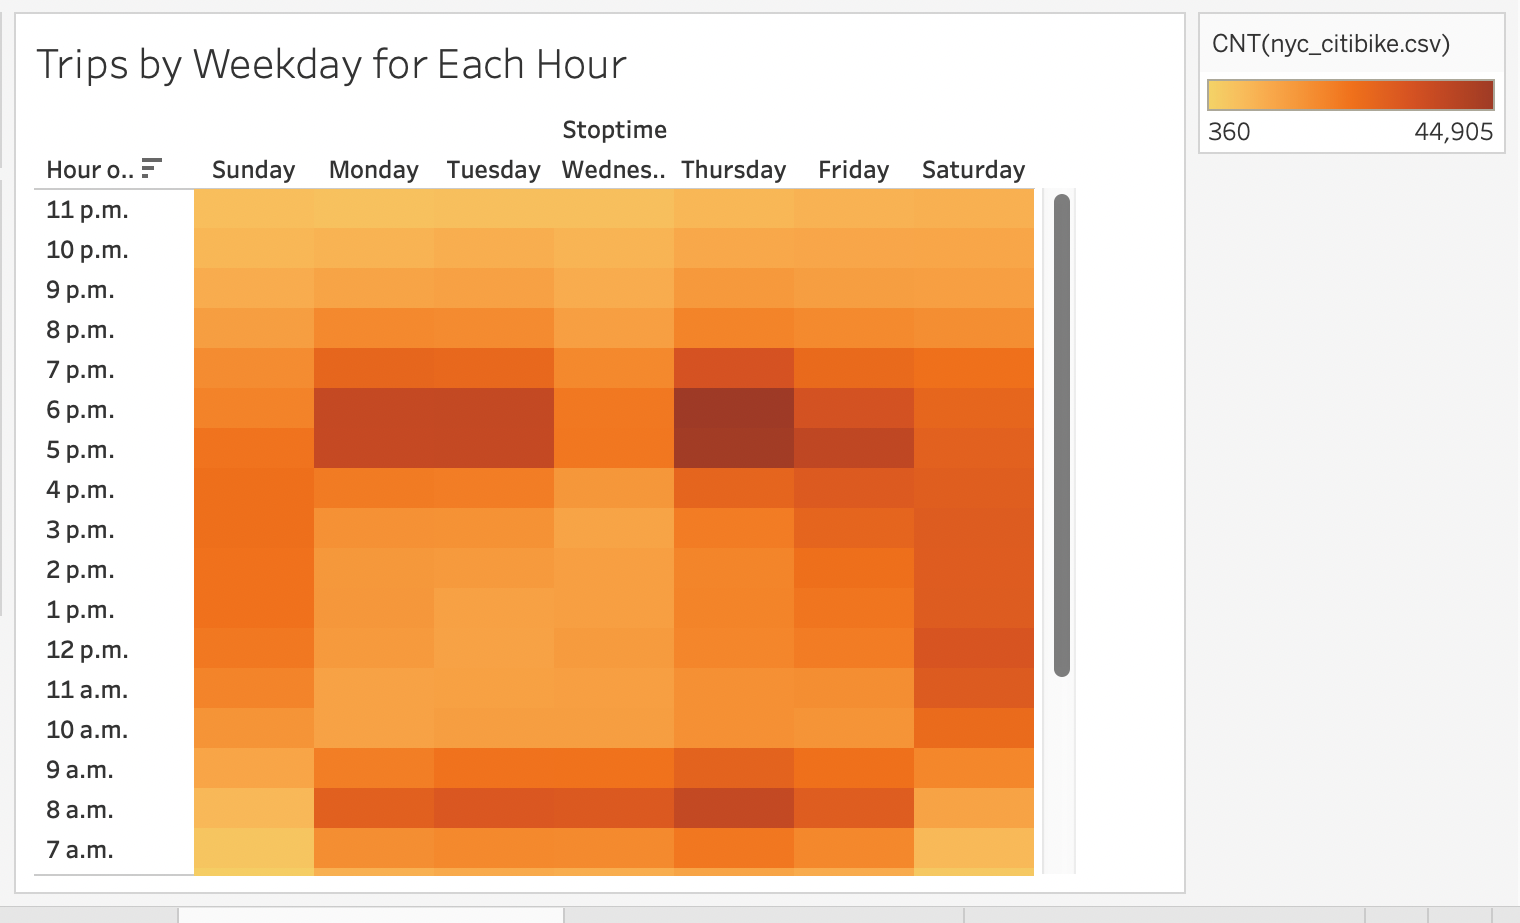 Trips by Weekday for Each Hour
CNT(nyc_citibike.csv)
360 44,905
Stoptime
Hour o.. Sunday Monday Tuesday Wednes.. Thursday Friday Saturday
11 p.m.
10 p.m.
9 p.m.
8 p.m.
7 p.m.
6 p.m.
5 p.m.
4 p.m.
3 p.m.
2 p.m.
1 p.m.
12 p.m.
11 a.m.
10 a.m.
9 a.m.
8 a.m.
7 a.m.